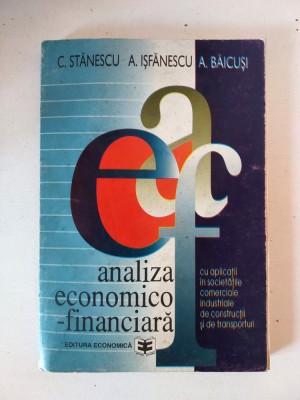 C. STĂNESCU A. IŞFĂNESCU A. BĂICUŞI
e a c f
analiza
economico
-financiară
cu aplicaţii
în societăţile
comerciale
industriale
de construcţii
şi de transporturi
EDITURA ECONOMICĂ